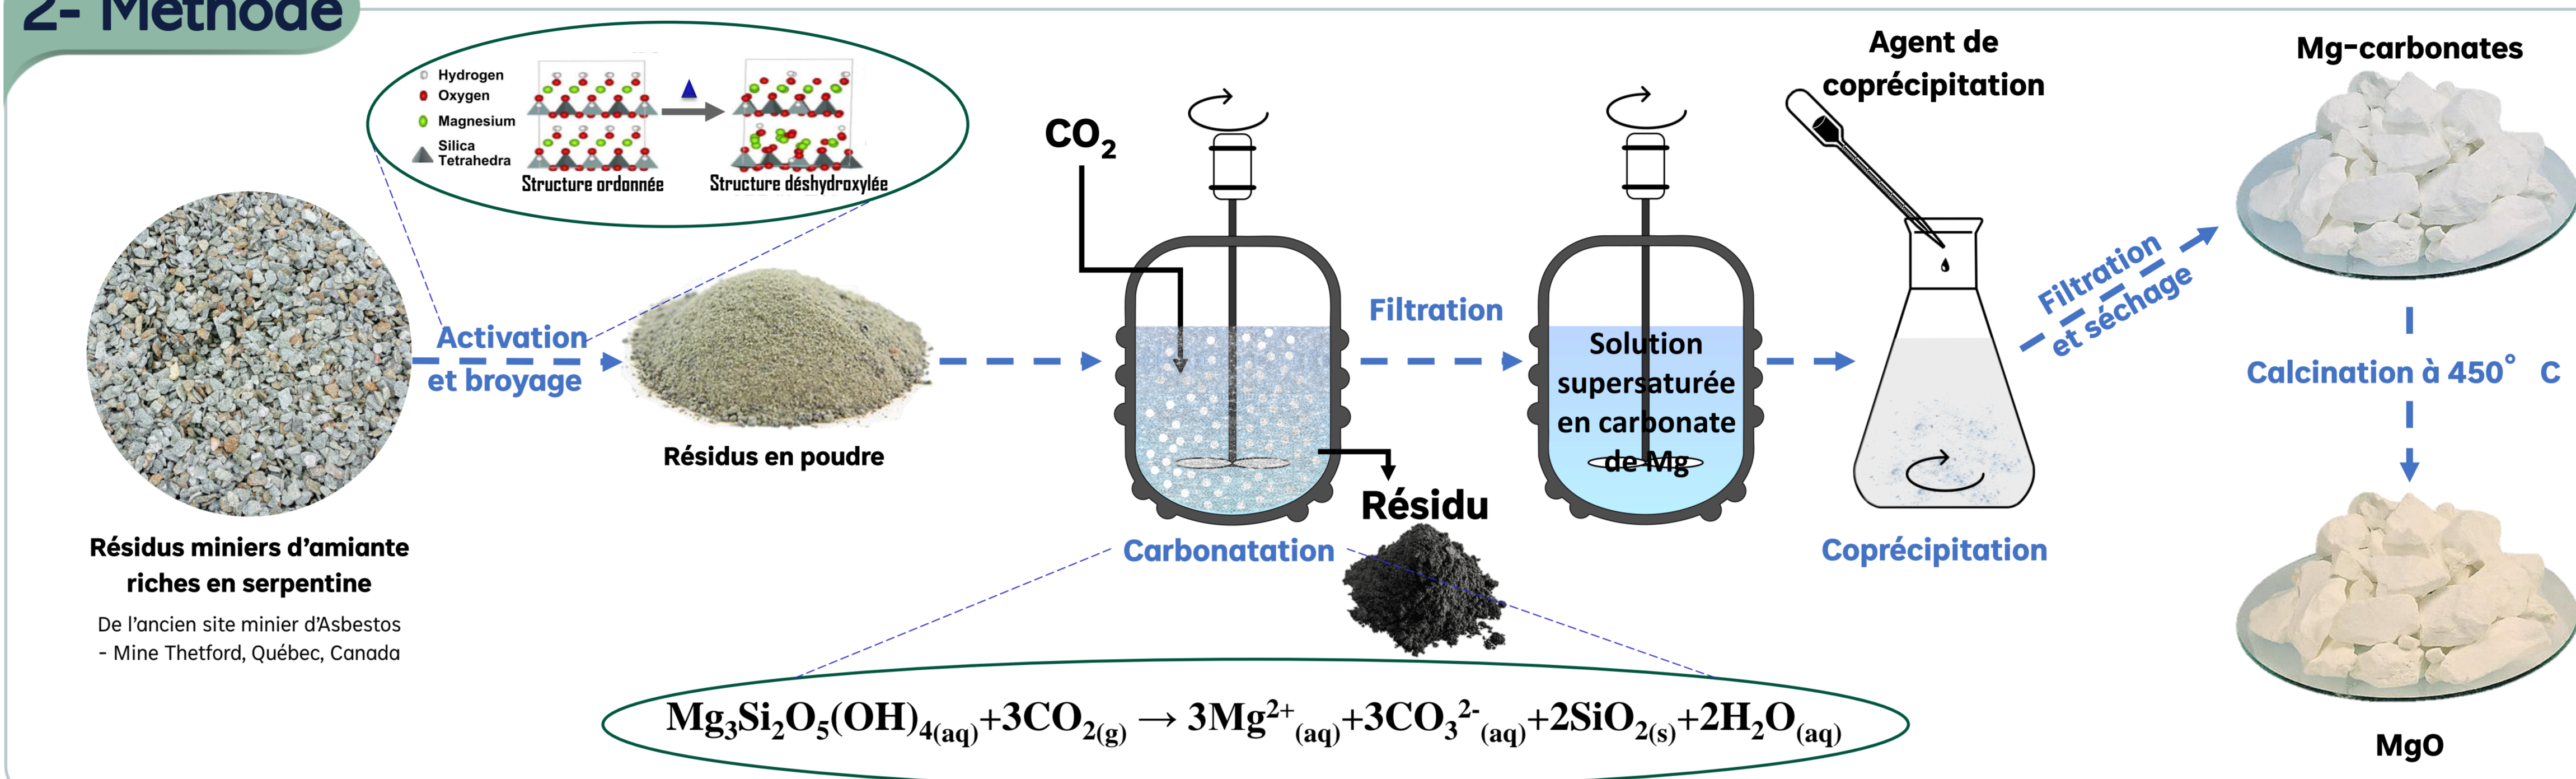 2- Méthode
Hydrogen
Oxygen
Magnesium
Silica
Tetrahedra
Structure ordonnée
Structure déshydroxylée
Activation
et broyage
Résidus miniers d’amiante
riches en serpentine
De l’ancien site minier d’Asbestos
- Mine Thetford, Québec, Canada
Résidus en poudre
CO₂
Carbonatation
Résidu
Filtration
Solution
supersaturée
en carbonate
de Mg
Agent de
coprécipitation
Coprécipitation
Filtration
et séchage
Mg-carbonates
Calcination à 450° C
MgO
Mg₃Si₂O₅(OH)₄(aq)+3CO₂(g) → 3Mg²⁺(aq)+3CO₃²⁻(aq)+2SiO₂(s)+2H₂O(aq)